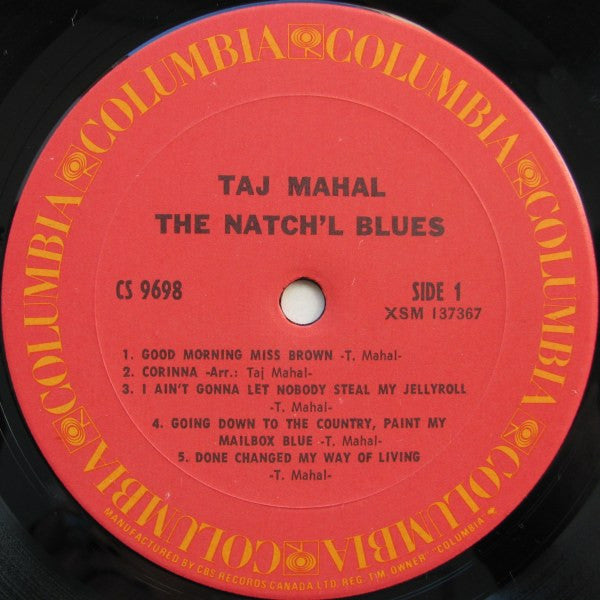 COLUMBIA COLUMBIA COLUMBIA COLUMBIA COLUMBIA COLUMBIA
TAJ MAHAL
THE NATCH'L BLUES
CS 9698
SIDE 1
XSM 137367
1. GOOD MORNING MISS BROWN -T. Mahal-
2. CORINNA -Arr.: Taj Mahal-
3. I AIN'T GONNA LET NOBODY STEAL MY JELLYROLL
-T. Mahal-
4. GOING DOWN TO THE COUNTRY, PAINT MY
MAILBOX BLUE -T. Mahal-
5. DONE CHANGED MY WAY OF LIVING
-T. Mahal-
MANUFACTURED BY CBS RECORDS CANADA LTD. REG. T'M. OWNER "COLUMBIA"